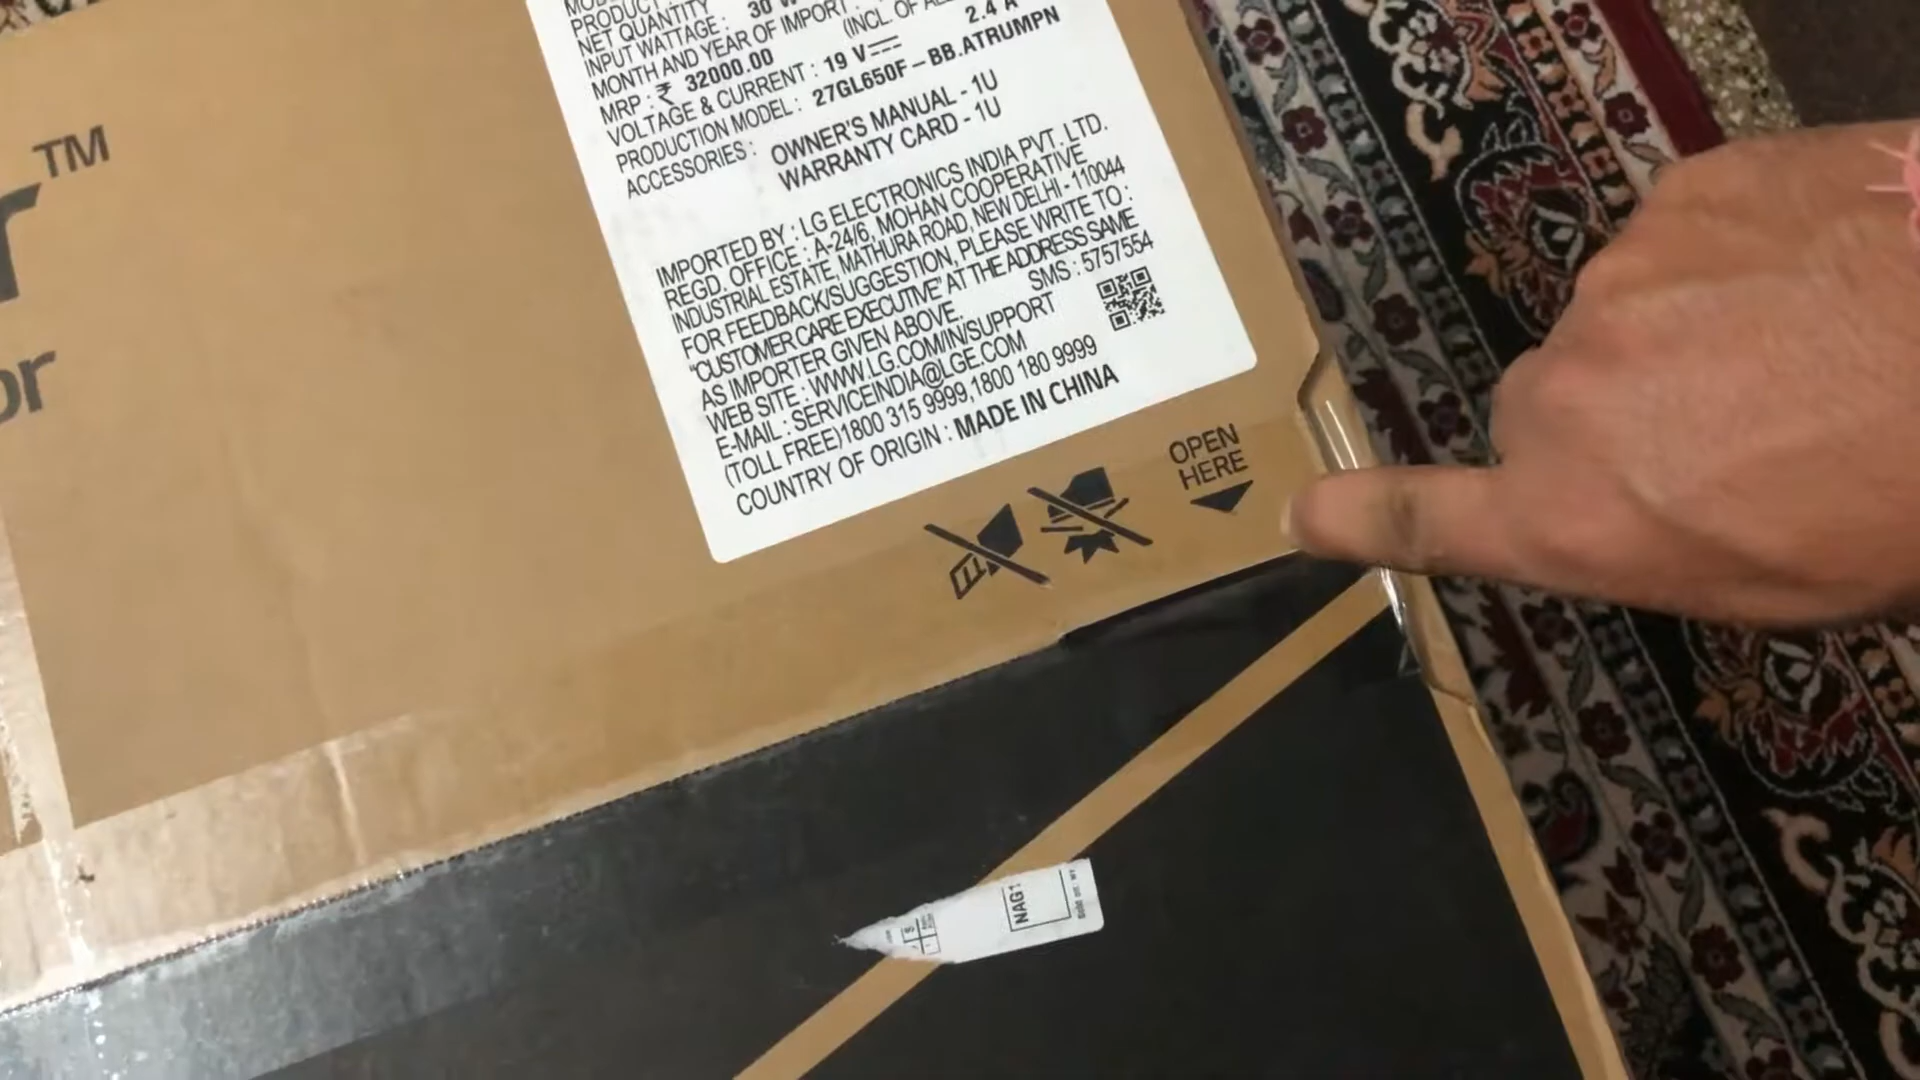 PRODUCT
NET QUANTITY
INPUT WATTAGE : 30 W
MONTH AND YEAR OF IMPORT :
MRP : ₹ 32000.00 (INCL. OF
VOLTAGE & CURRENT : 19 V⎓ 2.4 A
PRODUCTION MODEL : 27GL650F – BB.ATRUMPN
ACCESSORIES : OWNER'S MANUAL - 1U
WARRANTY CARD - 1U
IMPORTED BY : LG ELECTRONICS INDIA PVT. LTD.
REGD. OFFICE : A-24/6, MOHAN COOPERATIVE
INDUSTRIAL ESTATE, MATHURA ROAD, NEW DELHI - 110044
FOR FEEDBACK/SUGGESTION, PLEASE WRITE TO :
"CUSTOMER CARE EXECUTIVE" AT THE ADDRESS SAME
AS IMPORTER GIVEN ABOVE. SMS : 5757554
WEB SITE : WWW.LG.COM/IN/SUPPORT
E-MAIL : SERVICEINDIA@LGE.COM
(TOLL FREE)1800 315 9999, 1800 180 9999
COUNTRY OF ORIGIN : MADE IN CHINA
OPEN
HERE
TM
r
or
NAG1